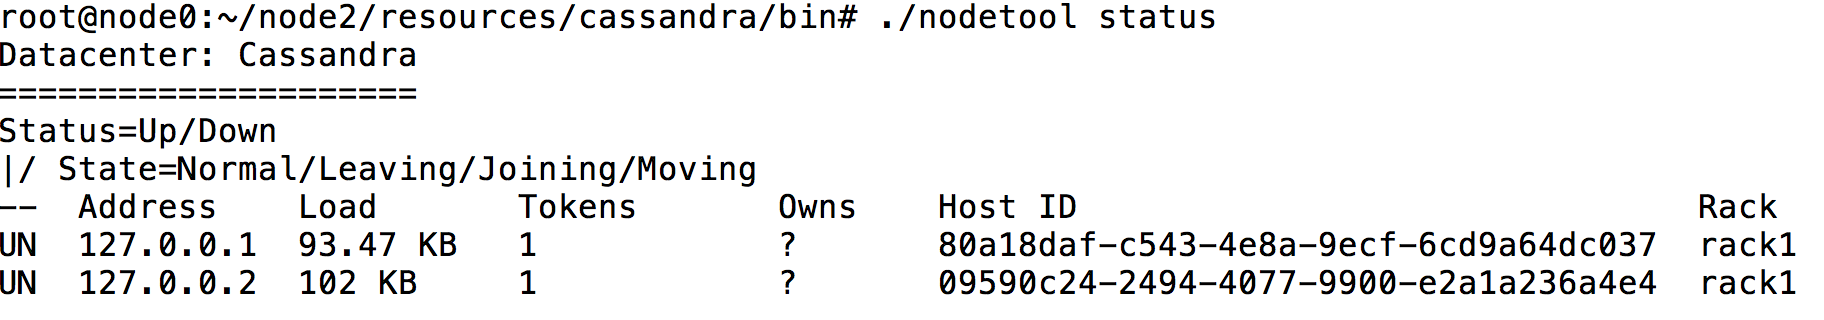 root@node0:~/node2/resources/cassandra/bin# ./nodetool status
Datacenter: Cassandra
=====================
Status=Up/Down
|/ State=Normal/Leaving/Joining/Moving
--  Address    Load       Tokens       Owns    Host ID                               Rack
UN  127.0.0.1  93.47 KB   1            ?       80a18daf-c543-4e8a-9ecf-6cd9a64dc037  rack1
UN  127.0.0.2  102 KB     1            ?       09590c24-2494-4077-9900-e2a1a236a4e4  rack1